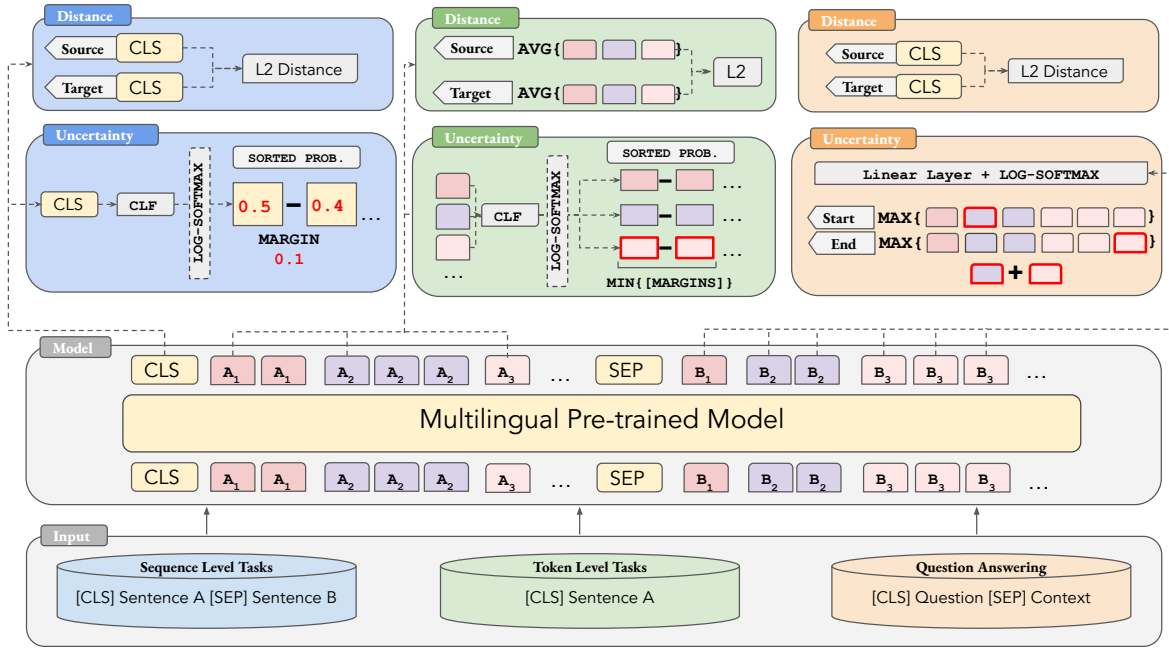 Distance
Source CLS
Target CLS
L2 Distance
Uncertainty
CLS
CLF
LOG-SOFTMAX
SORTED PROB.
0.5 - 0.4 ...
MARGIN
0.1
Distance
Source AVG{ }
Target AVG{ }
L2
Uncertainty
...
CLF
LOG-SOFTMAX
SORTED PROB.
- ...
- ...
- ...
MIN{[MARGINS]}
Distance
Source CLS
Target CLS
L2 Distance
Uncertainty
Linear Layer + LOG-SOFTMAX
Start MAX{ }
End MAX{ }
+
Model
CLS A1 A1 A2 A2 A2 A3 ... SEP B1 B2 B2 B3 B3 B3 ...
Multilingual Pre-trained Model
CLS A1 A1 A2 A2 A2 A3 ... SEP B1 B2 B2 B3 B3 B3 ...
Input
Sequence Level Tasks
[CLS] Sentence A [SEP] Sentence B
Token Level Tasks
[CLS] Sentence A
Question Answering
[CLS] Question [SEP] Context